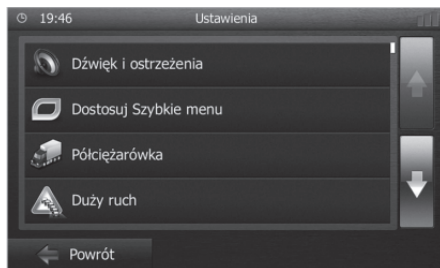 19:46 Ustawienia
Dźwięk i ostrzeżenia
Dostosuj Szybkie menu
Półciężarówka
Duży ruch
Powrót